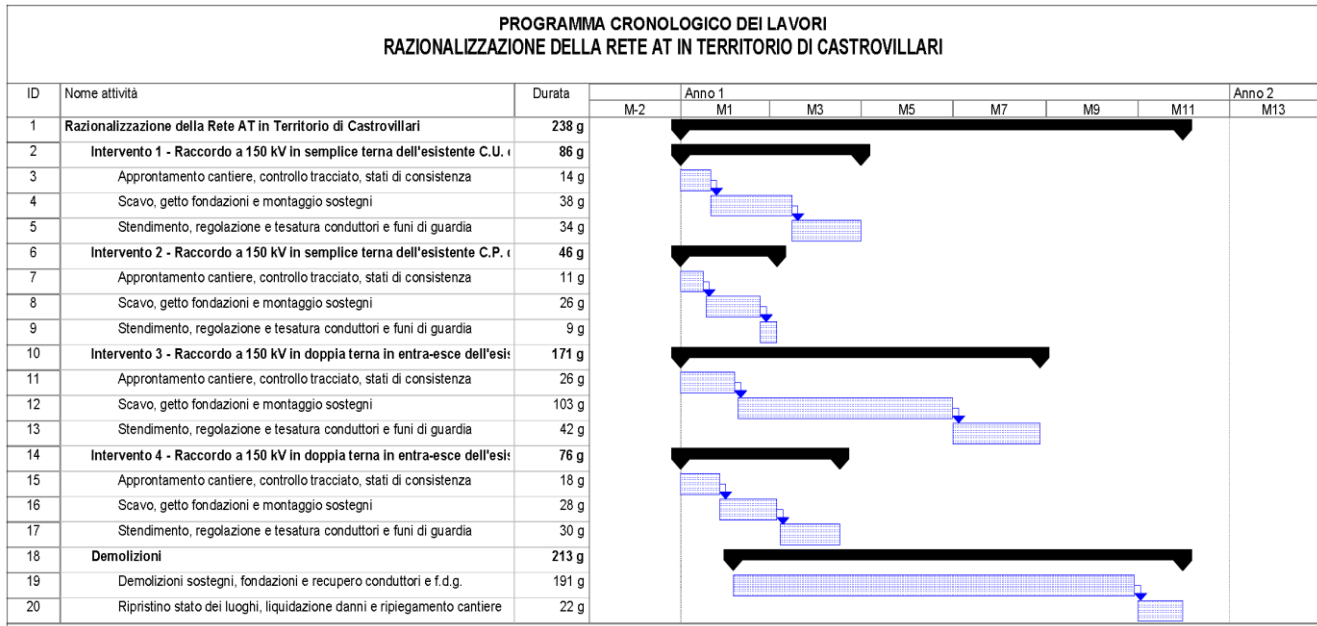 PROGRAMMA CRONOLOGICO DEI LAVORI
RAZIONALIZZAZIONE DELLA RETE AT IN TERRITORIO DI CASTROVILLARI
ID Nome attività Durata Anno 1 Anno 2
M-2 M1 M3 M5 M7 M9 M11 M13
1 Razionalizzazione della Rete AT in Territorio di Castrovillari 238 g
2 Intervento 1 - Raccordo a 150 kV in semplice terna dell'esistente C.U.
3 Approntamento cantiere, controllo tracciato, stati di consistenza 14 g
4 Scavo, getto fondazioni e montaggio sostegni 38 g
5 Stendimento, regolazione e tesatura conduttori e funi di guardia 34 g
6 Intervento 2 - Raccordo a 150 kV in semplice terna dell'esistente C.P. 46 g
7 Approntamento cantiere, controllo tracciato, stati di consistenza 11 g
8 Scavo, getto fondazioni e montaggio sostegni 26 g
9 Stendimento, regolazione e tesatura conduttori e funi di guardia 9 g
10 Intervento 3 - Raccordo a 150 kV in doppia terna in entra-esce dell'esis 171 g
11 Approntamento cantiere, controllo tracciato, stati di consistenza 26 g
12 Scavo, getto fondazioni e montaggio sostegni 103 g
13 Stendimento, regolazione e tesatura conduttori e funi di guardia 42 g
14 Intervento 4 - Raccordo a 150 kV in doppia terna in entra-esce dell'esis 76 g
15 Approntamento cantiere, controllo tracciato, stati di consistenza 18 g
16 Scavo, getto fondazioni e montaggio sostegni 28 g
17 Stendimento, regolazione e tesatura conduttori e funi di guardia 30 g
18 Demolizioni 213 g
19 Demolizioni sostegni, fondazioni e recupero conduttori e f.d.g. 191 g
20 Ripristino stato dei luoghi, liquidazione danni e ripiegamento cantiere 22 g